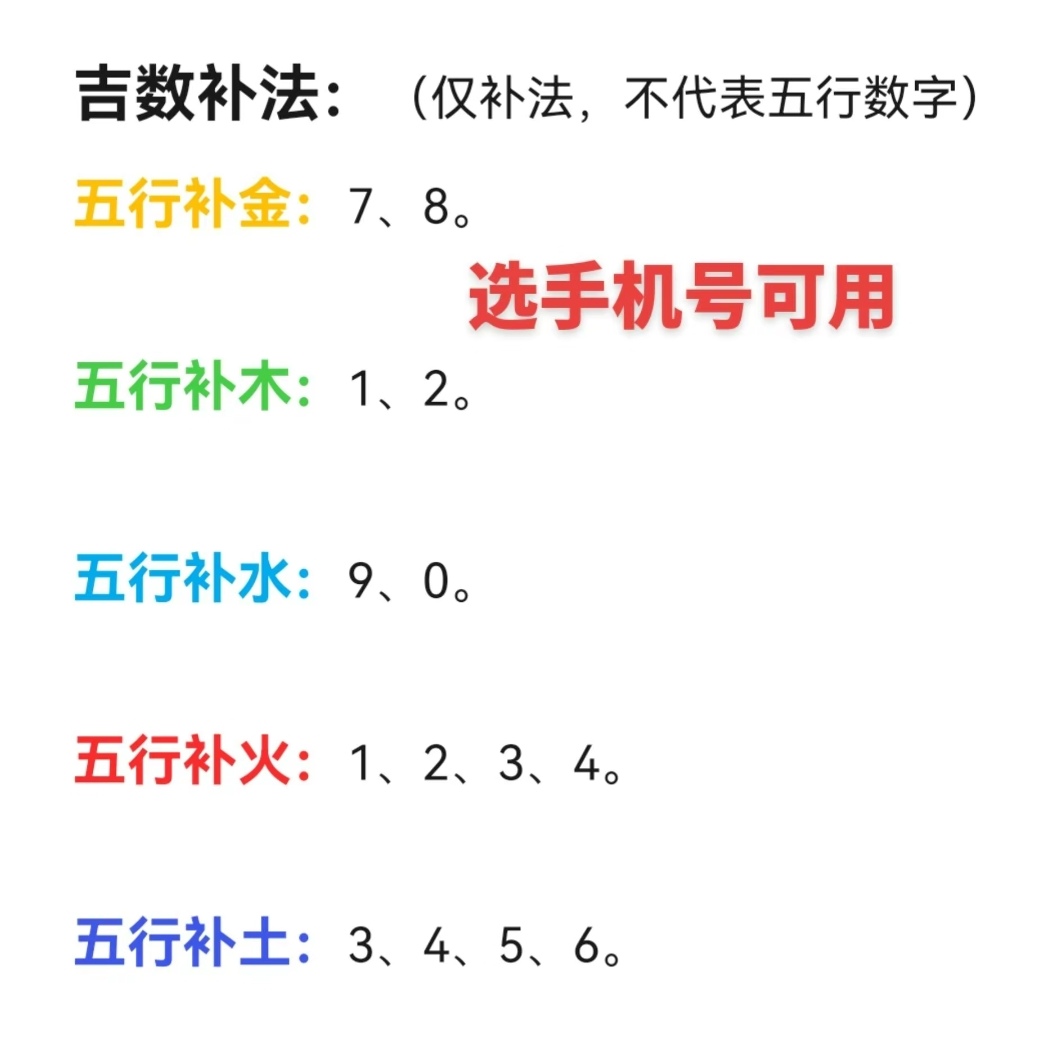 吉数补法：（仅补法，不代表五行数字）
五行补金：7、8。
选手机号可用
五行补木：1、2。
五行补水：9、0。
五行补火：1、2、3、4。
五行补土：3、4、5、6。